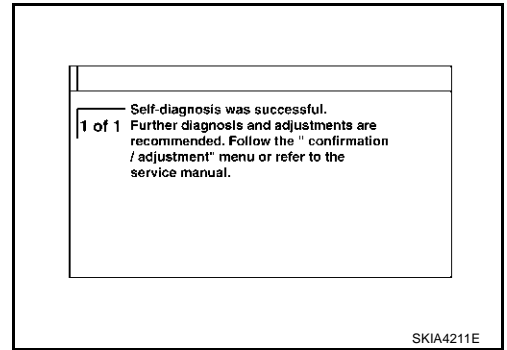 Self-diagnosis was successful.
1 of 1 Further diagnosis and adjustments are
recommended. Follow the " confirmation
/ adjustment" menu or refer to the
service manual.
SKIA4211E